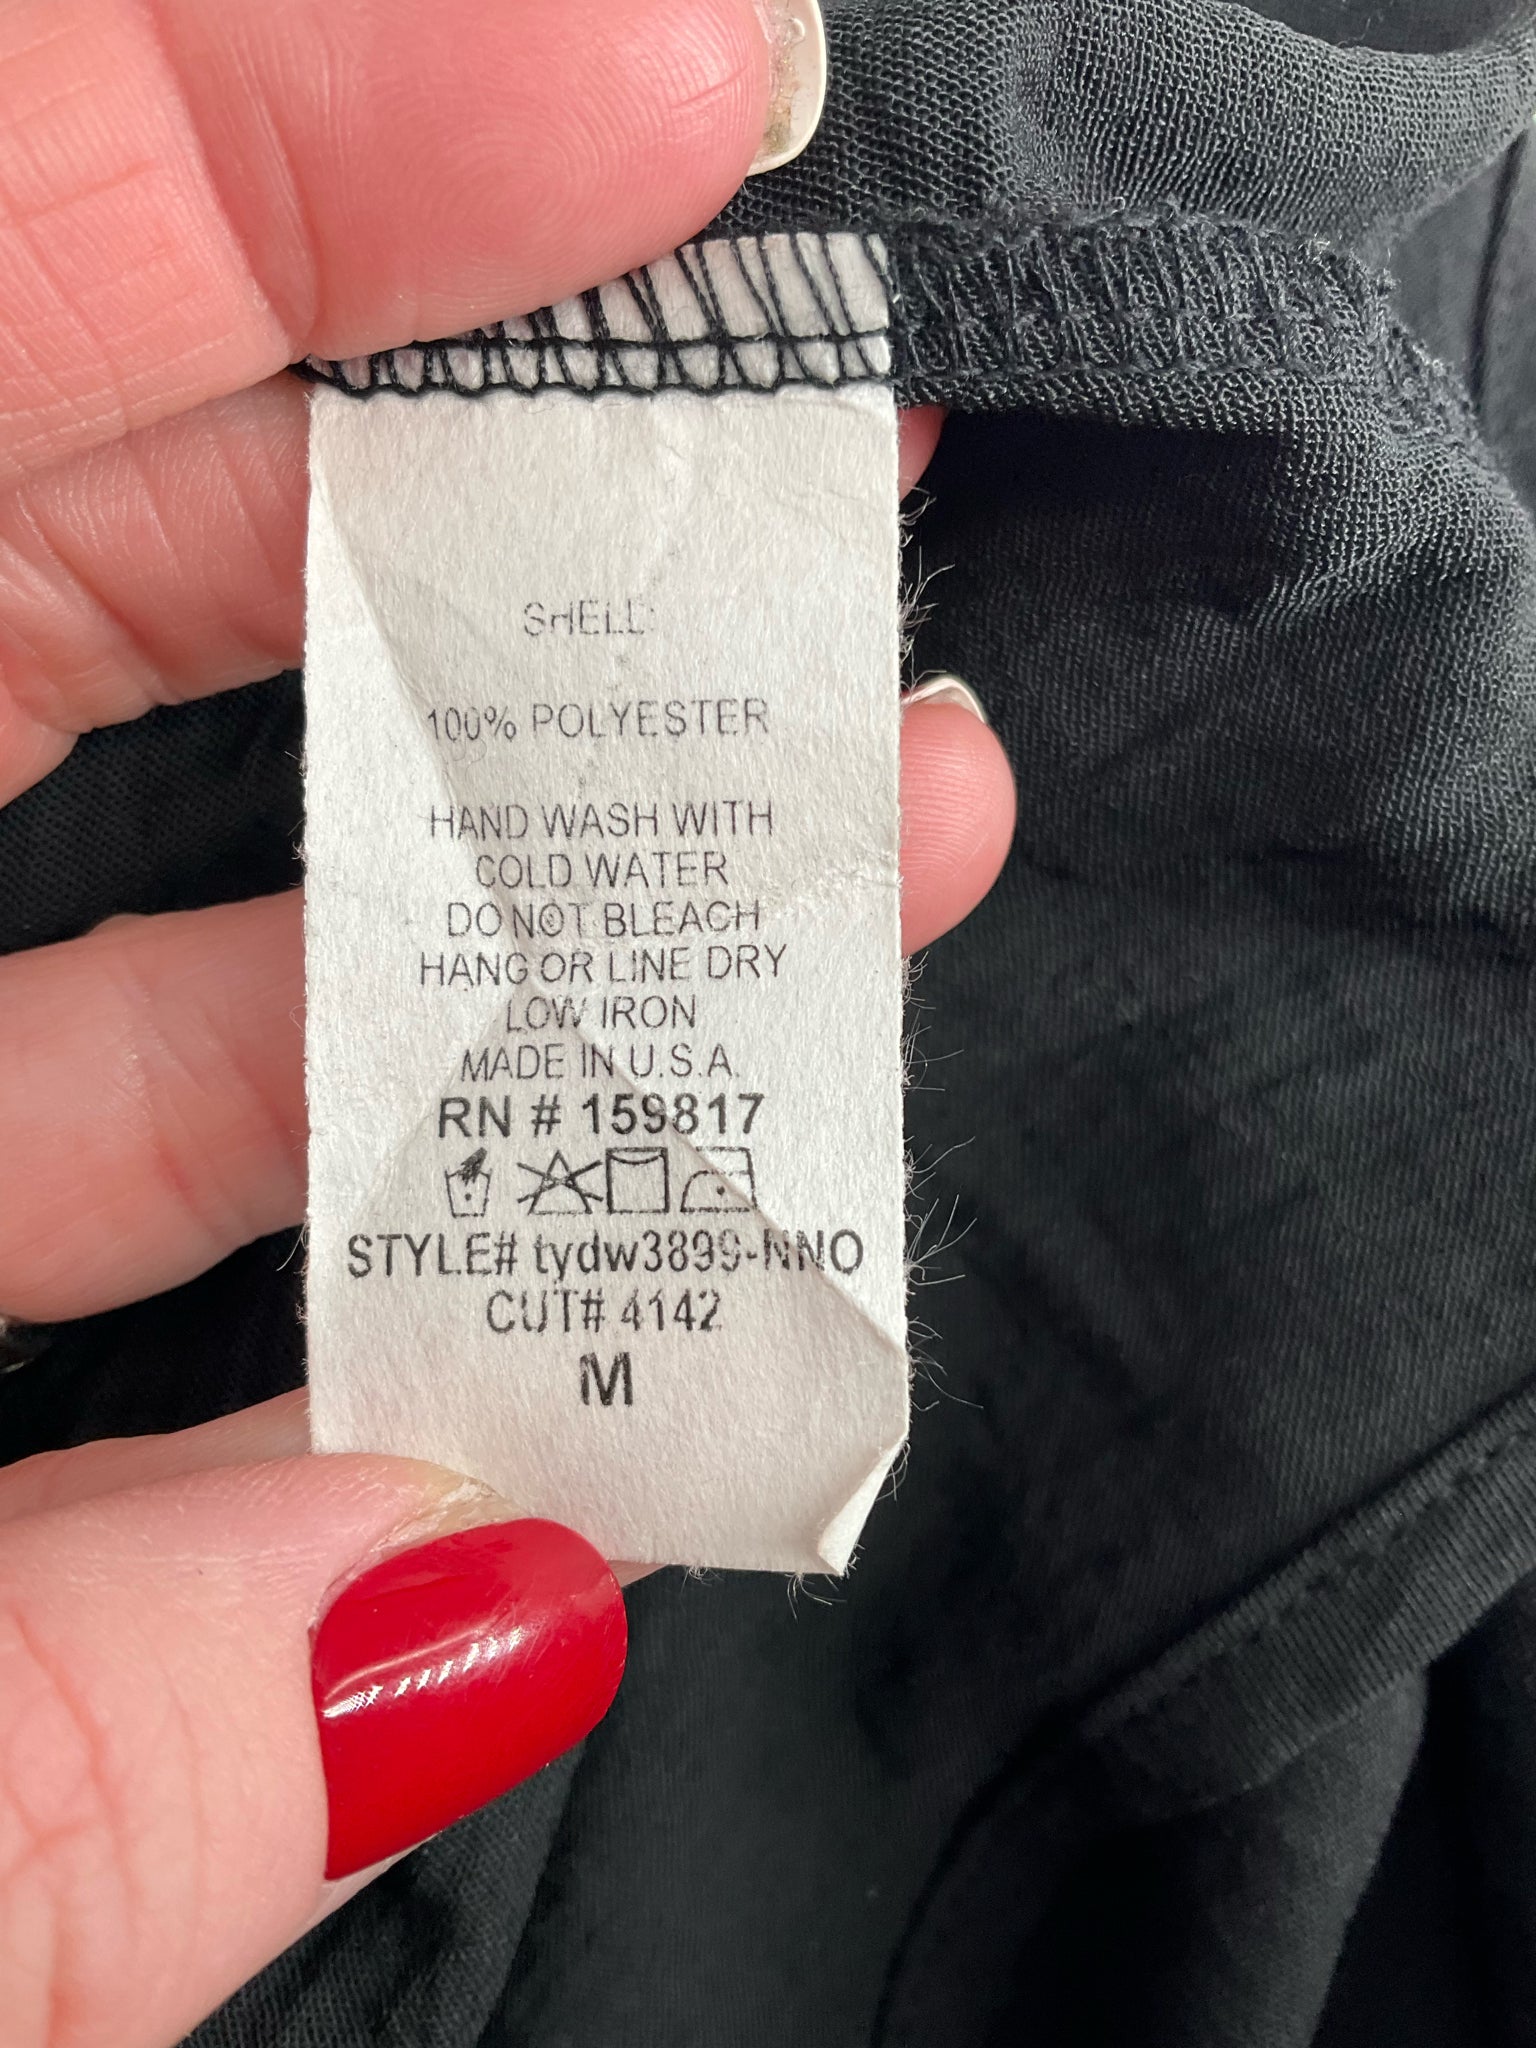 SHELL:
100% POLYESTER
HAND WASH WITH
COLD WATER
DO NOT BLEACH
HANG OR LINE DRY
LOW IRON
MADE IN U.S.A.
RN # 159817
STYLE# tydw3899-NNO
CUT# 4142
M